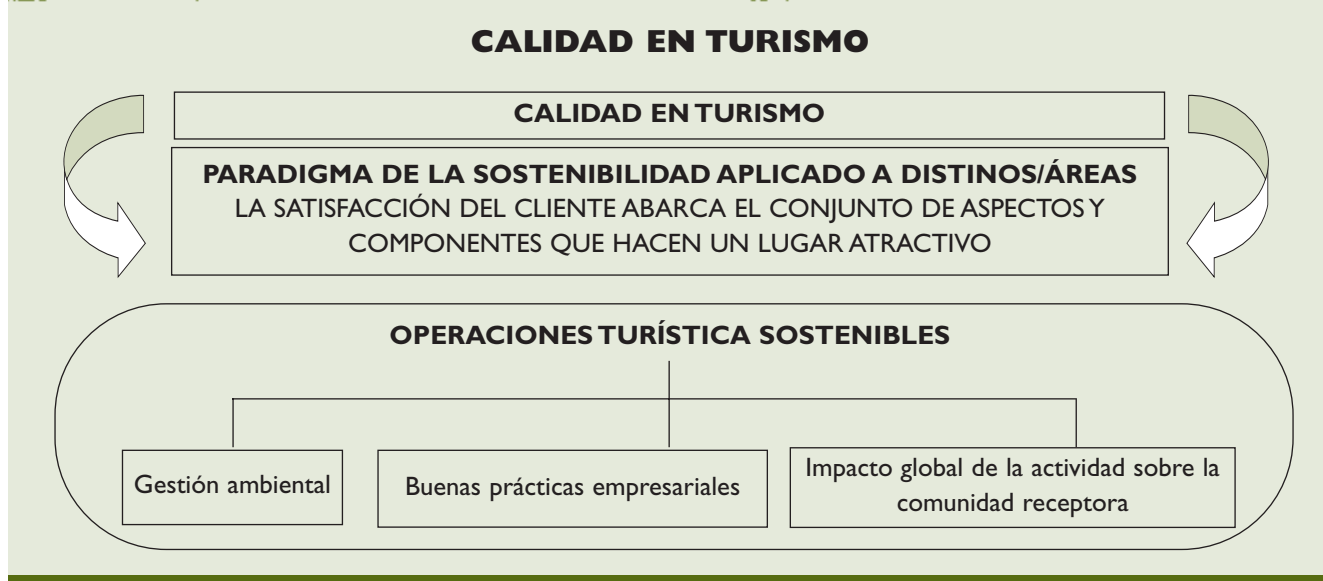 CALIDAD EN TURISMO
CALIDAD EN TURISMO
PARADIGMA DE LA SOSTENIBILIDAD APLICADO A DISTINOS/ÁREAS
LA SATISFACCIÓN DEL CLIENTE ABARCA EL CONJUNTO DE ASPECTOS Y
COMPONENTES QUE HACEN UN LUGAR ATRACTIVO
OPERACIONES TURÍSTICA SOSTENIBLES
Gestión ambiental
Buenas prácticas empresariales
Impacto global de la actividad sobre la
comunidad receptora